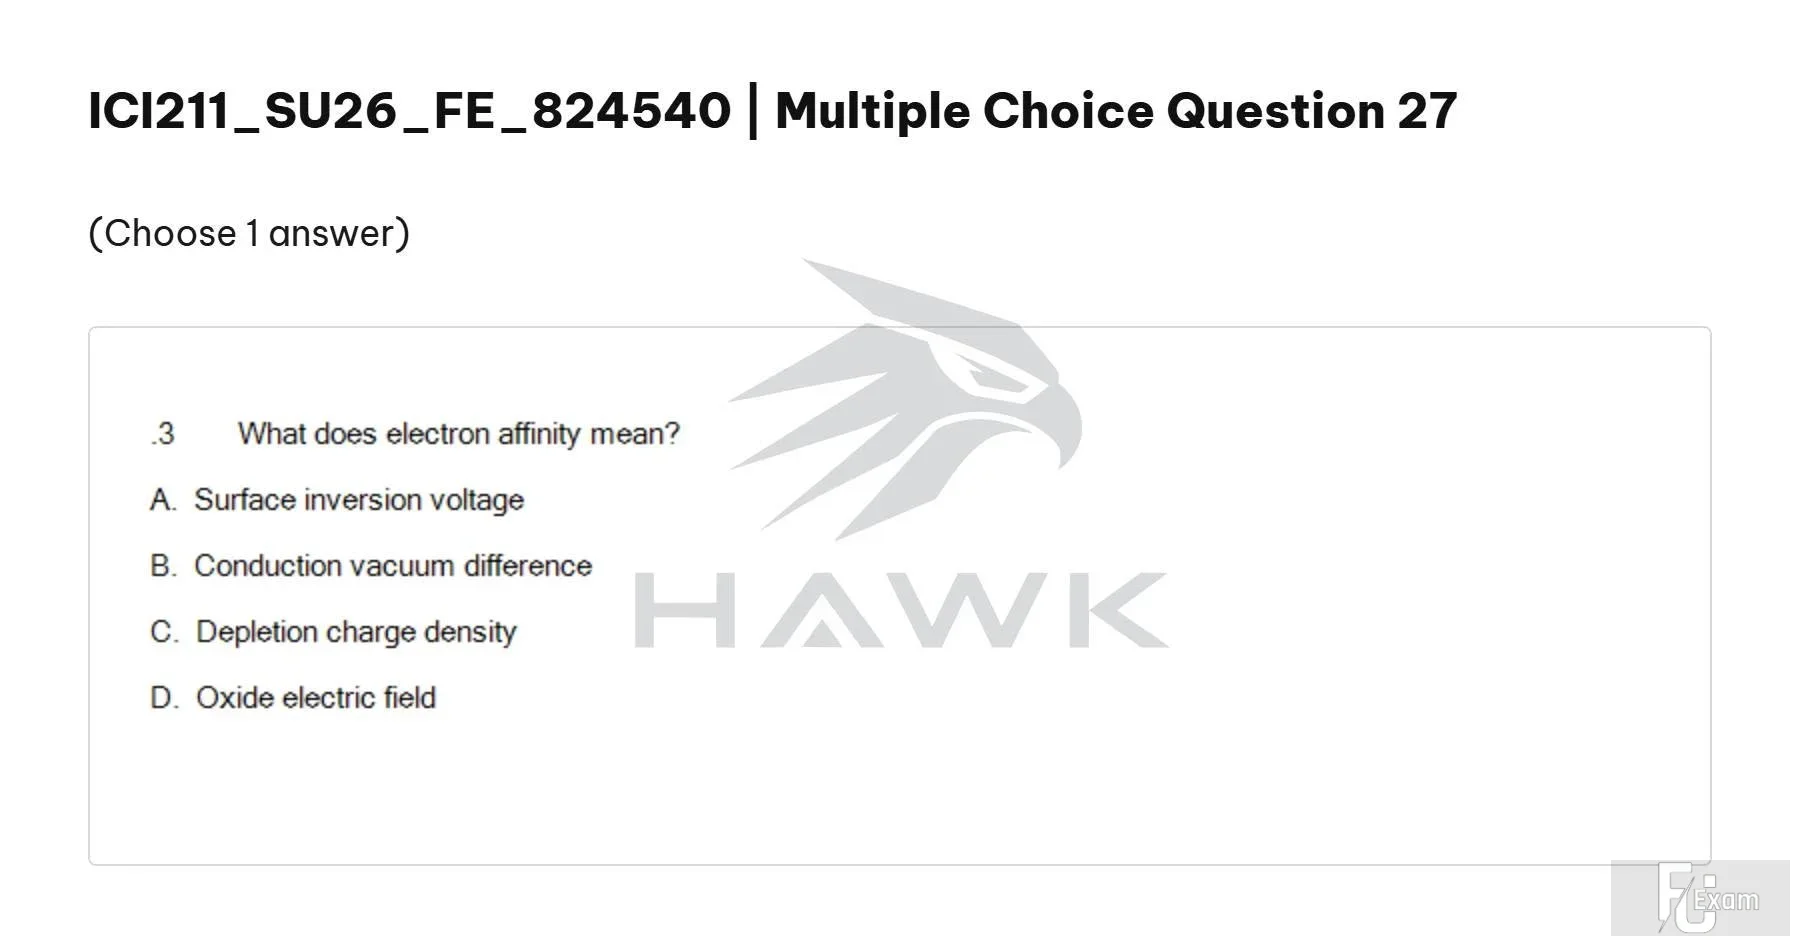 ICI211_SU26_FE_824540 | Multiple Choice Question 27
(Choose 1 answer)
.3 What does electron affinity mean?
A. Surface inversion voltage
B. Conduction vacuum difference
C. Depletion charge density
D. Oxide electric field
HAWK
FU Exam